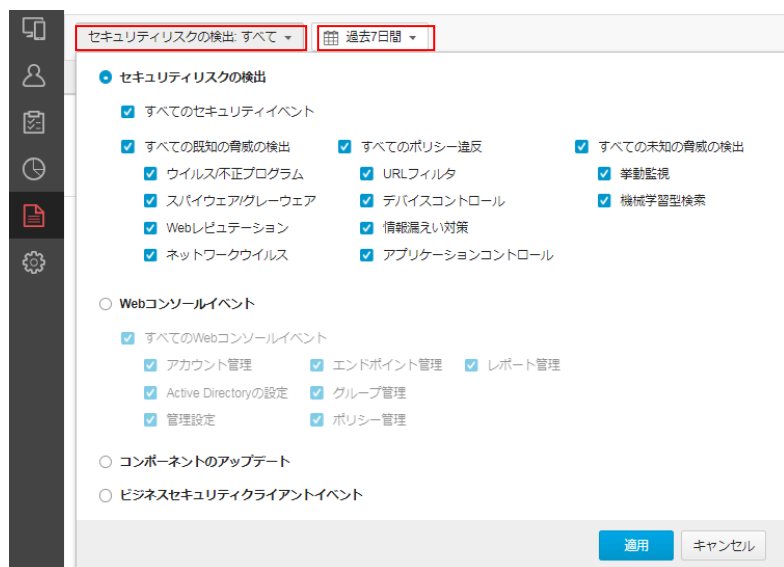 セキュリティリスクの検出: すべて 過去7日間
セキュリティリスクの検出
すべてのセキュリティイベント
すべての既知の脅威の検出 すべてのポリシー違反 すべての未知の脅威の検出
ウイルス/不正プログラム URLフィルタ 挙動監視
スパイウェア/グレーウェア デバイスコントロール 機械学習型検索
Webレピュテーション 情報漏えい対策
ネットワークウイルス アプリケーションコントロール
Webコンソールイベント
すべてのWebコンソールイベント
アカウント管理 エンドポイント管理 レポート管理
Active Directoryの設定 グループ管理
管理設定 ポリシー管理
コンポーネントのアップデート
ビジネスセキュリティクライアントイベント
適用 キャンセル